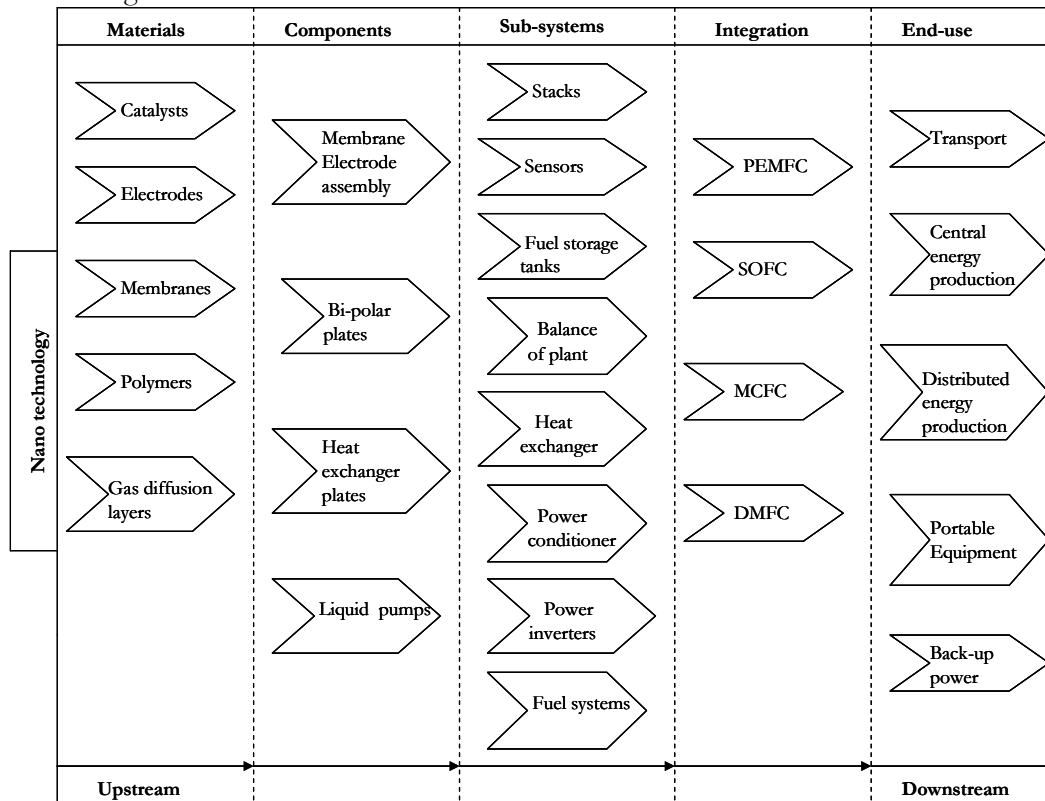 Materials
Components
Sub-systems
Integration
End-use
Nano technology
Catalysts
Electrodes
Membranes
Polymers
Gas diffusion
layers
Membrane
Electrode
assembly
Bi-polar
plates
Heat
exchanger
plates
Liquid pumps
Stacks
Sensors
Fuel storage
tanks
Balance
of plant
Heat
exchanger
Power
conditioner
Power
inverters
Fuel systems
PEMFC
SOFC
MCFC
DMFC
Transport
Central
energy
production
Distributed
energy
production
Portable
Equipment
Back-up
power
Upstream
Downstream